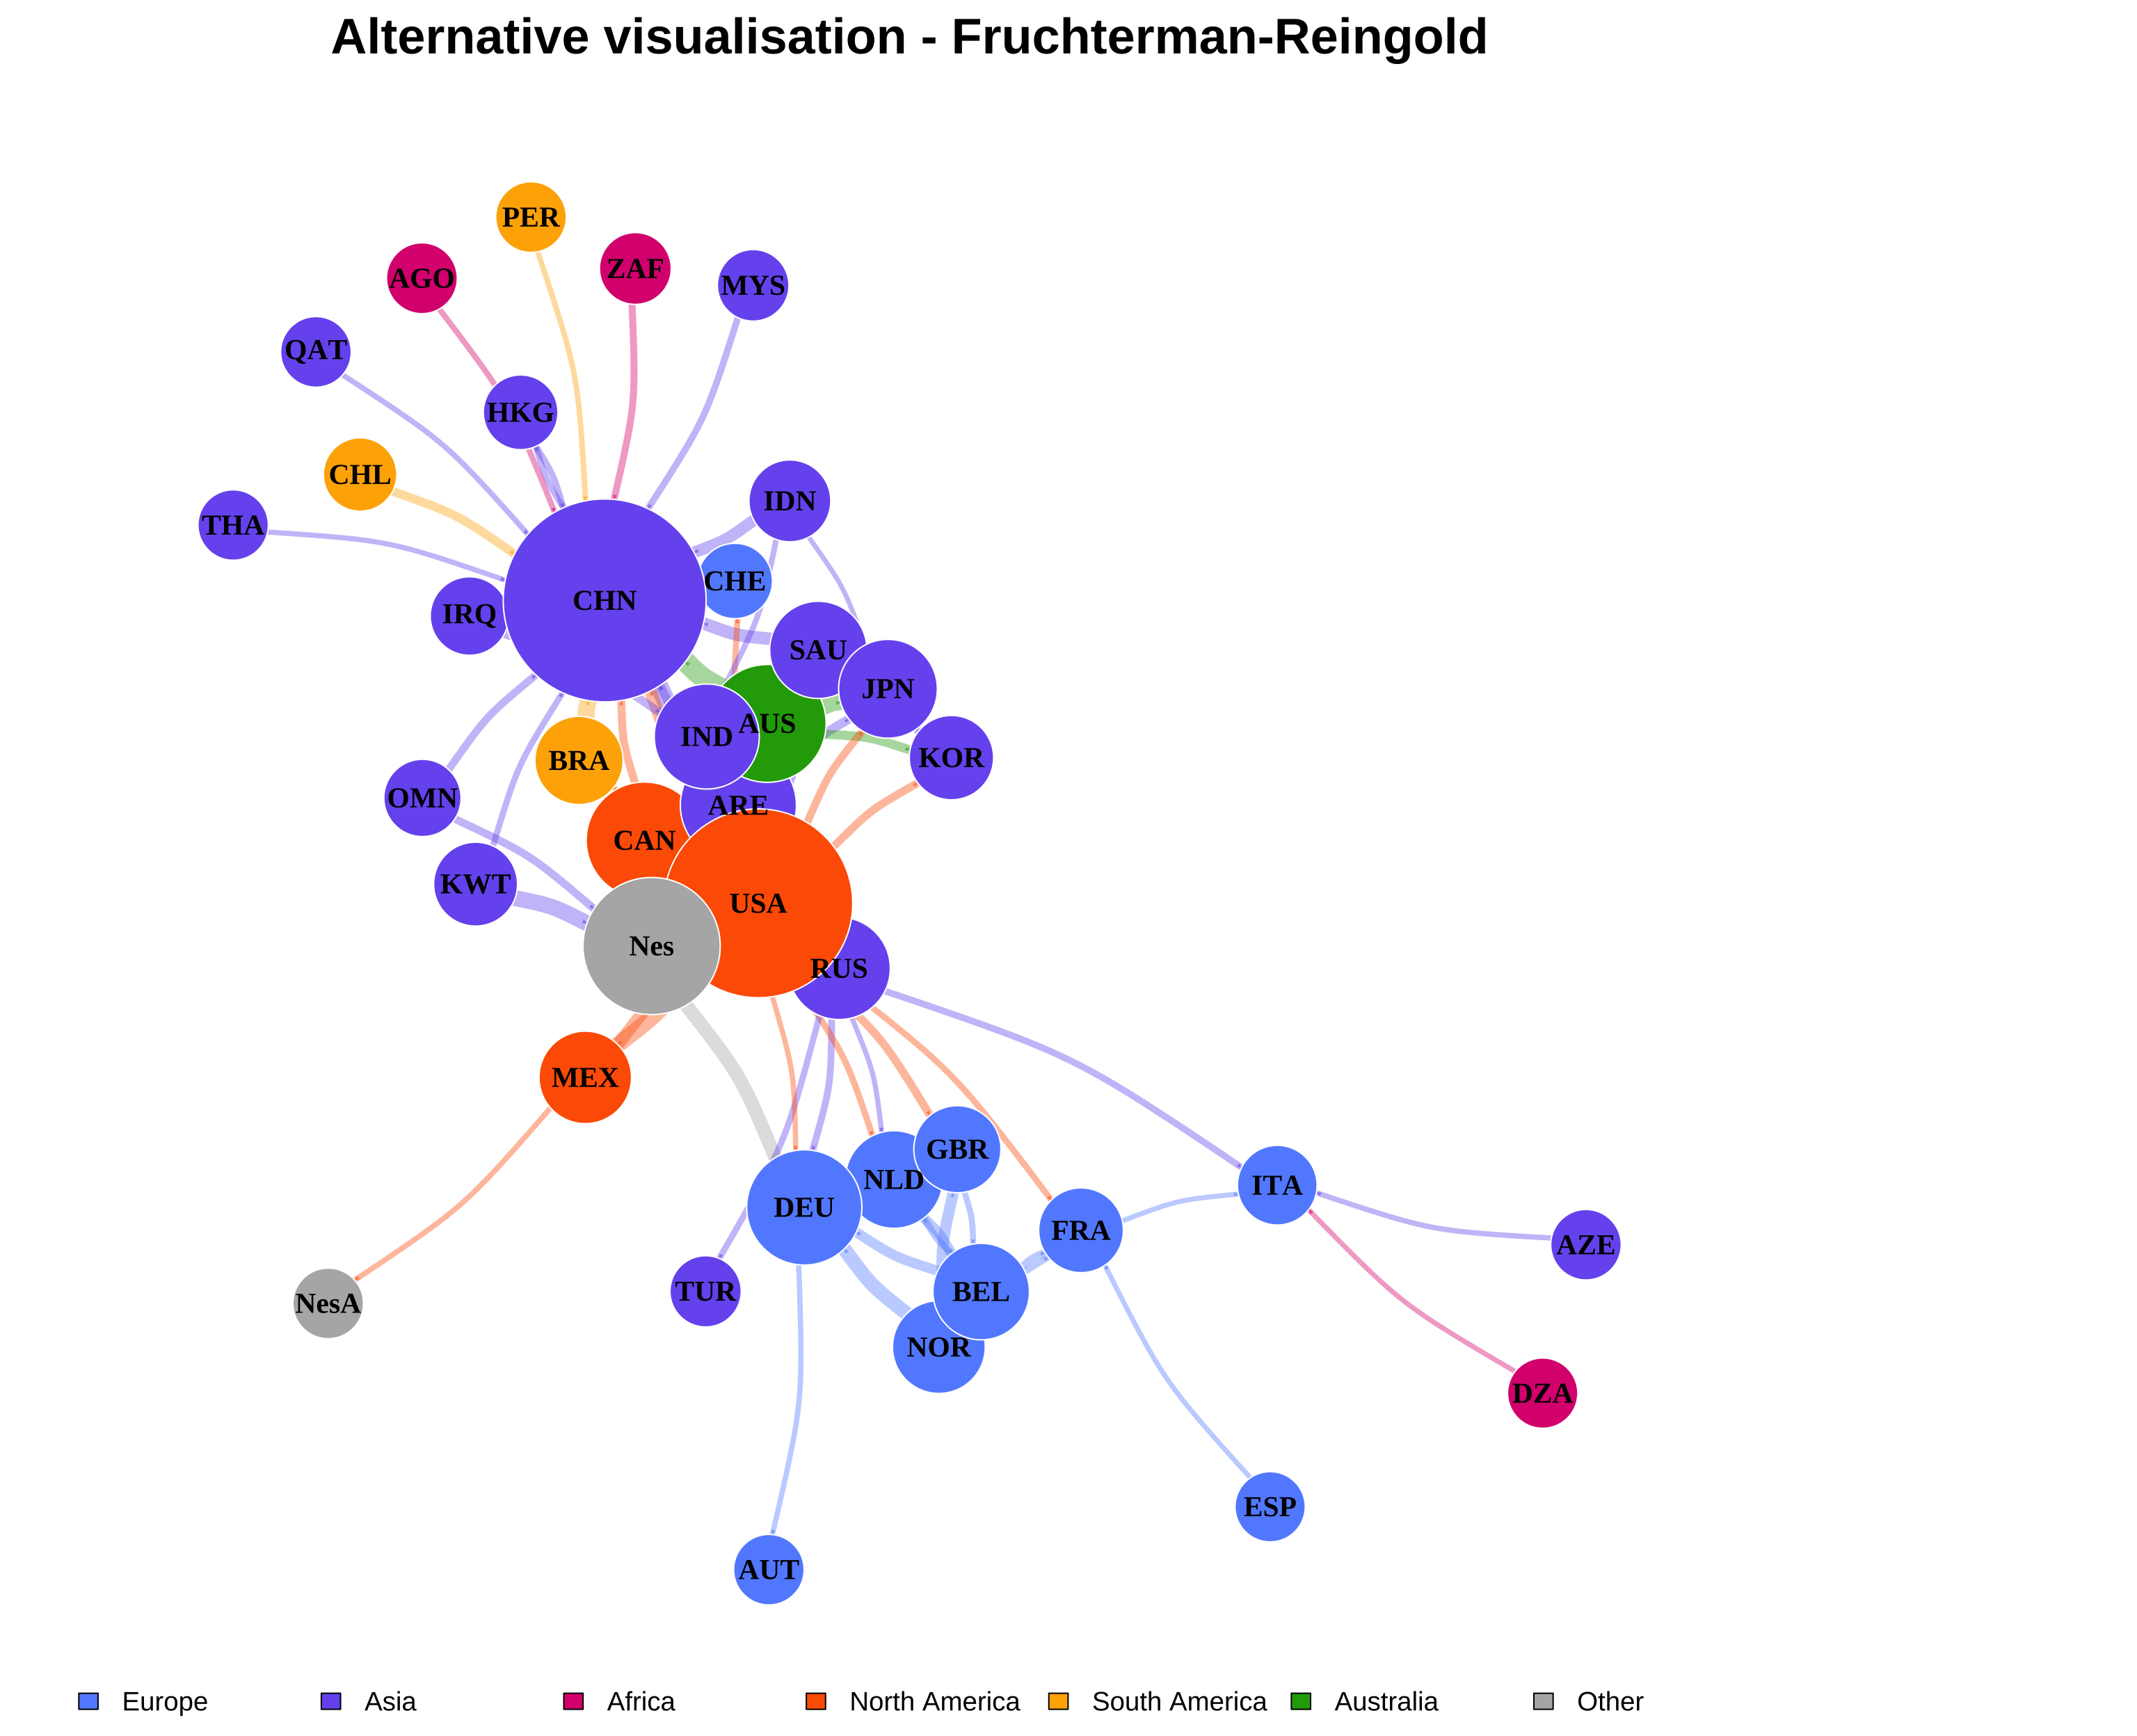 Alternative visualisation - Fruchterman-Reingold
PER
AGO
ZAF
MYS
QAT
HKG
CHL
IDN
THA
CHE
CHN
IRQ
SAU
JPN
AUS
IND
KOR
BRA
OMN
ARE
CAN
KWT
USA
Nes
RUS
MEX
GBR
NLD
ITA
DEU
FRA
AZE
TUR
BEL
NesA
NOR
DZA
ESP
AUT
Europe Asia Africa North America South America Australia Other